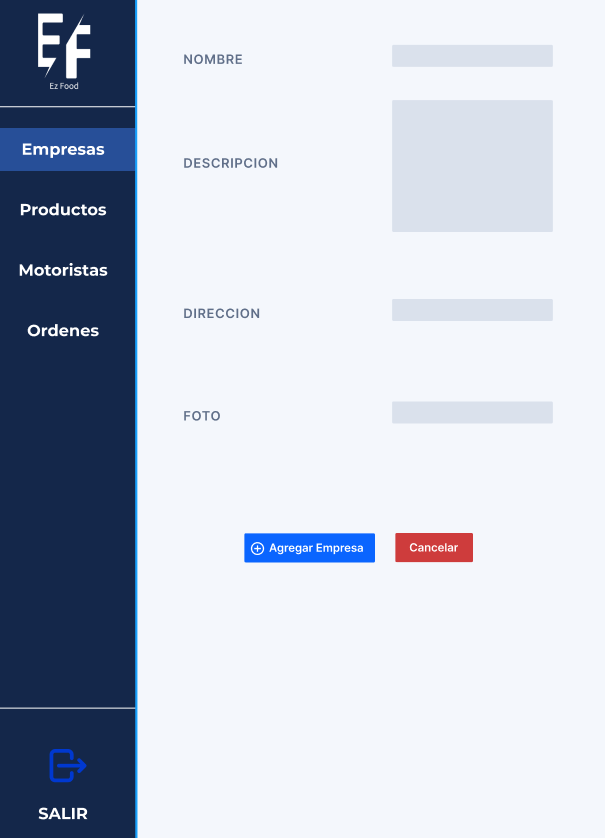 EF
Ez Food
Empresas
Productos
Motoristas
Ordenes
SALIR
NOMBRE
DESCRIPCION
DIRECCION
FOTO
Agregar Empresa
Cancelar